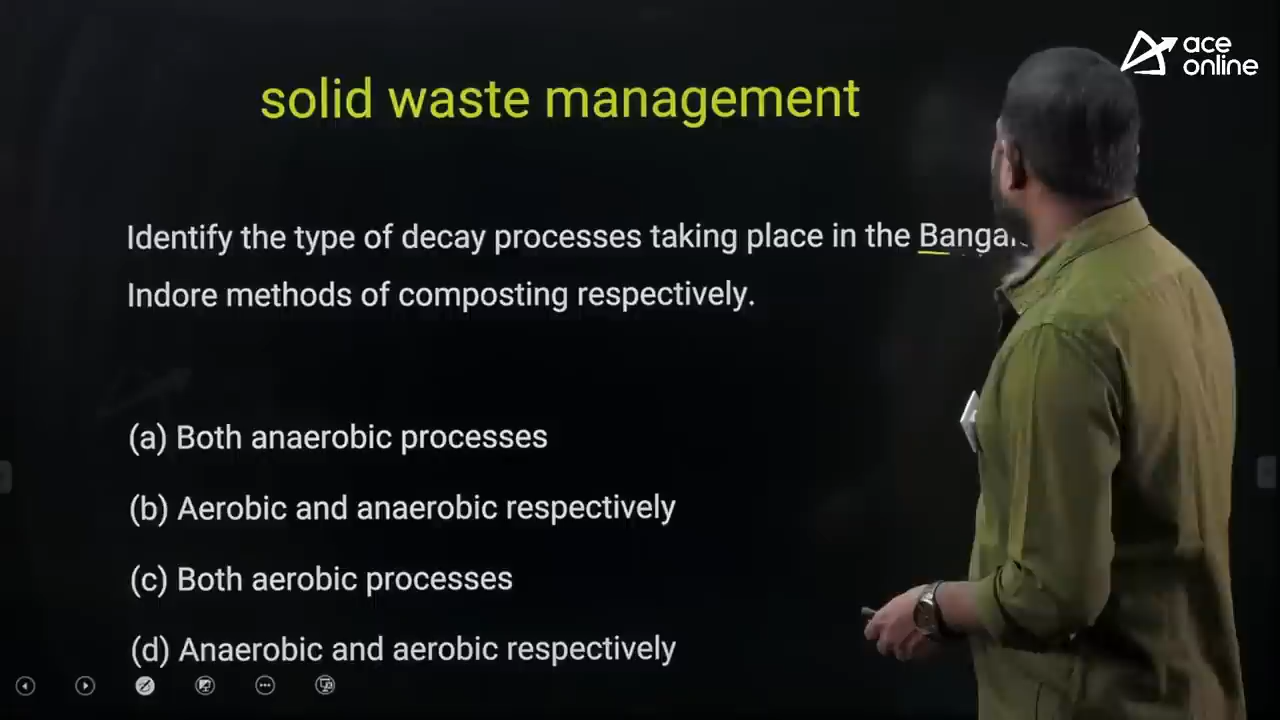 ace
online
solid waste management
Identify the type of decay processes taking place in the
Indore methods of composting respectively.
(a) Both anaerobic processes
(b) Aerobic and anaerobic respectively
(c) Both aerobic processes
(d) Anaerobic and aerobic respectively